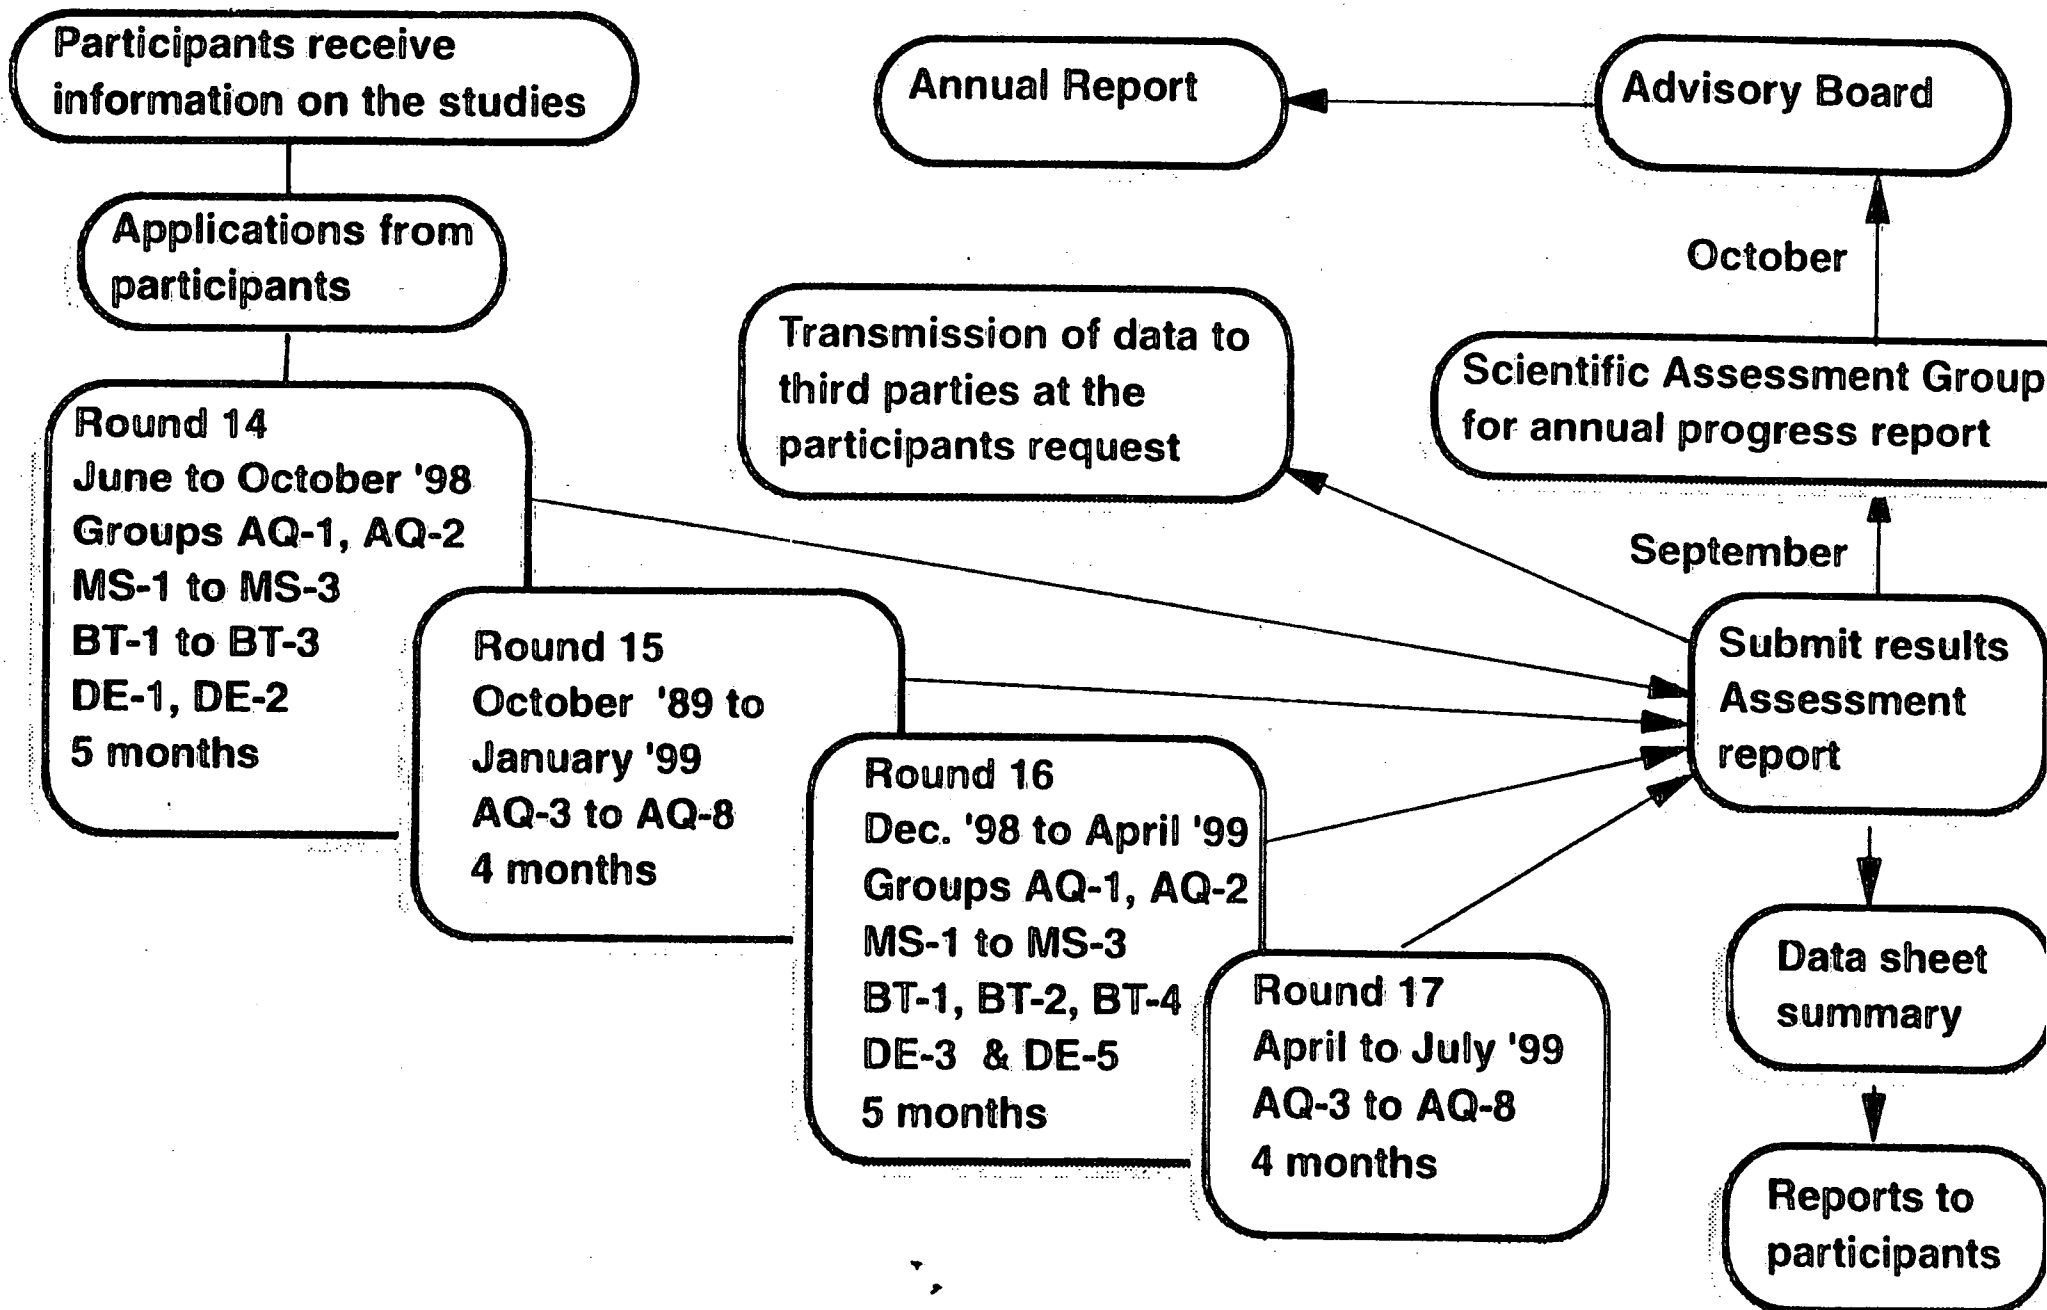 Participants receive
information on the studies
Applications from
participants
Round 14
June to October '98
Groups AQ-1, AQ-2
MS-1 to MS-3
BT-1 to BT-3
DE-1, DE-2
5 months
Round 15
October '89 to
January '99
AQ-3 to AQ-8
4 months
Round 16
Dec. '98 to April '99
Groups AQ-1, AQ-2
MS-1 to MS-3
BT-1, BT-2, BT-4
DE-3 & DE-5
5 months
Round 17
April to July '99
AQ-3 to AQ-8
4 months
Submit results
Assessment
report
September
Scientific Assessment Group
for annual progress report
October
Advisory Board
Annual Report
Transmission of data to
third parties at the
participants request
Data sheet
summary
Reports to
participants